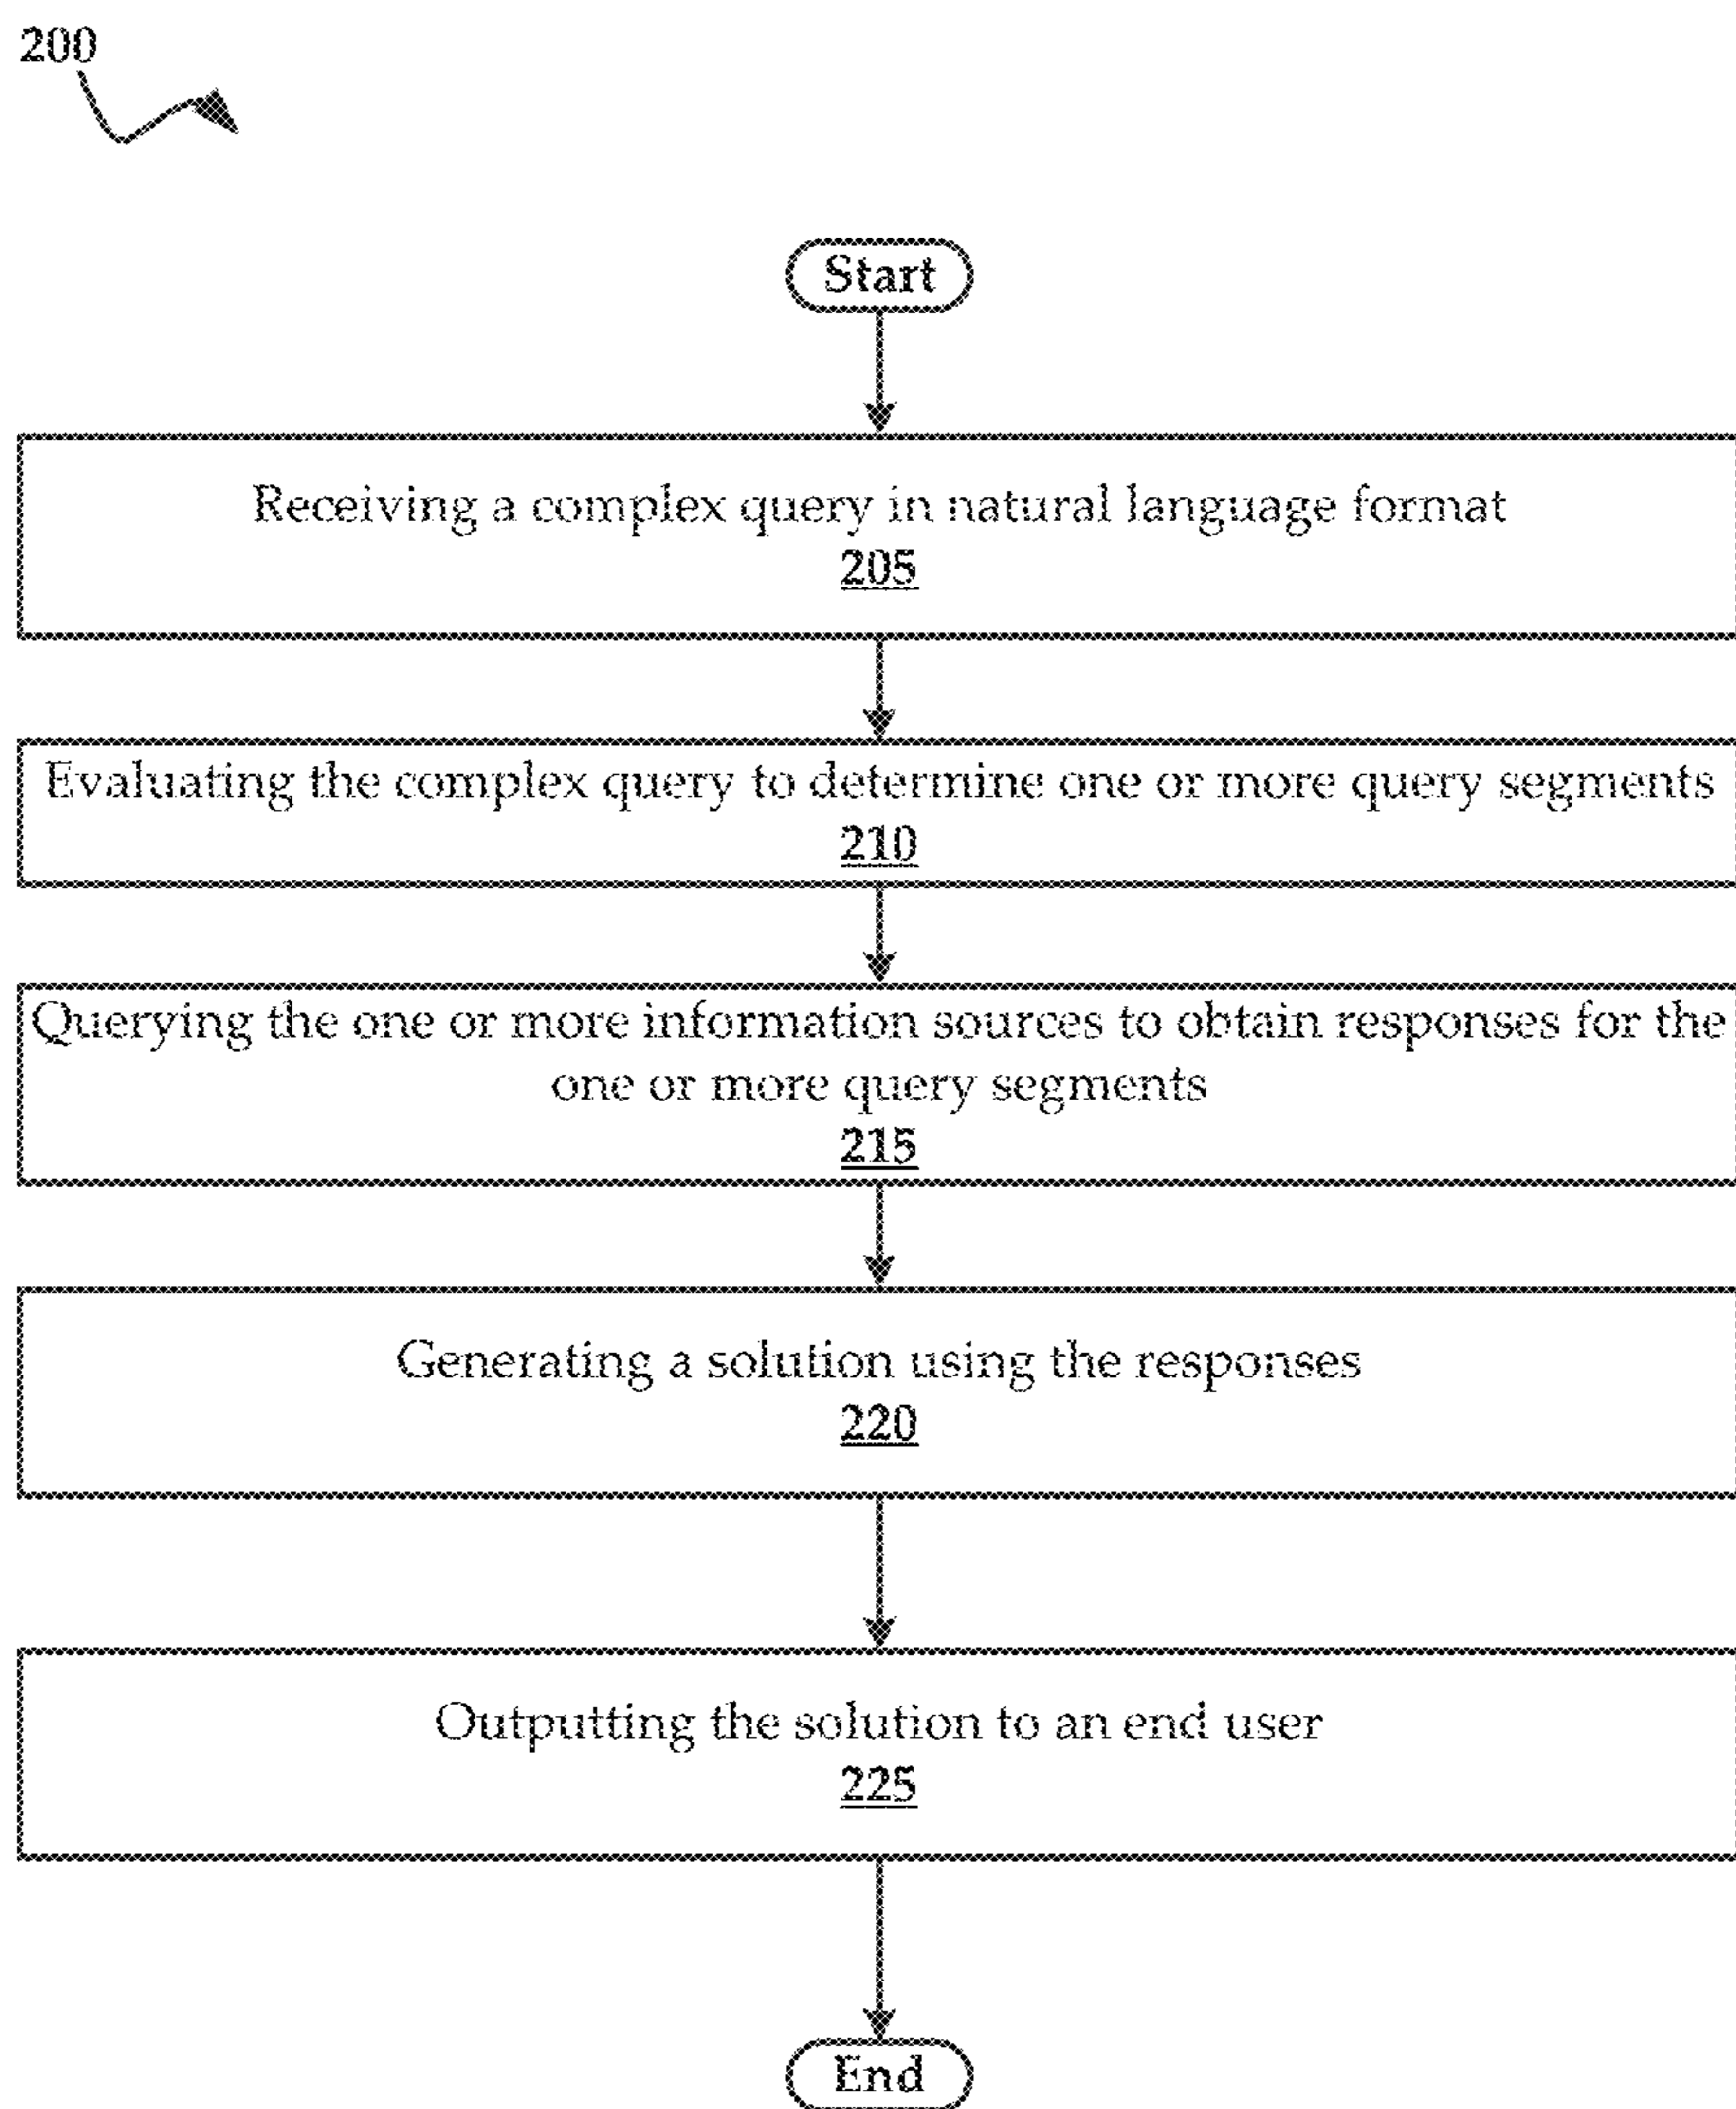 200
Start
Receiving a complex query in natural language format
205
Evaluating the complex query to determine one or more query segments
210
Querying the one or more information sources to obtain responses for the
one or more query segments
215
Generating a solution using the responses
220
Outputting the solution to an end user
225
End